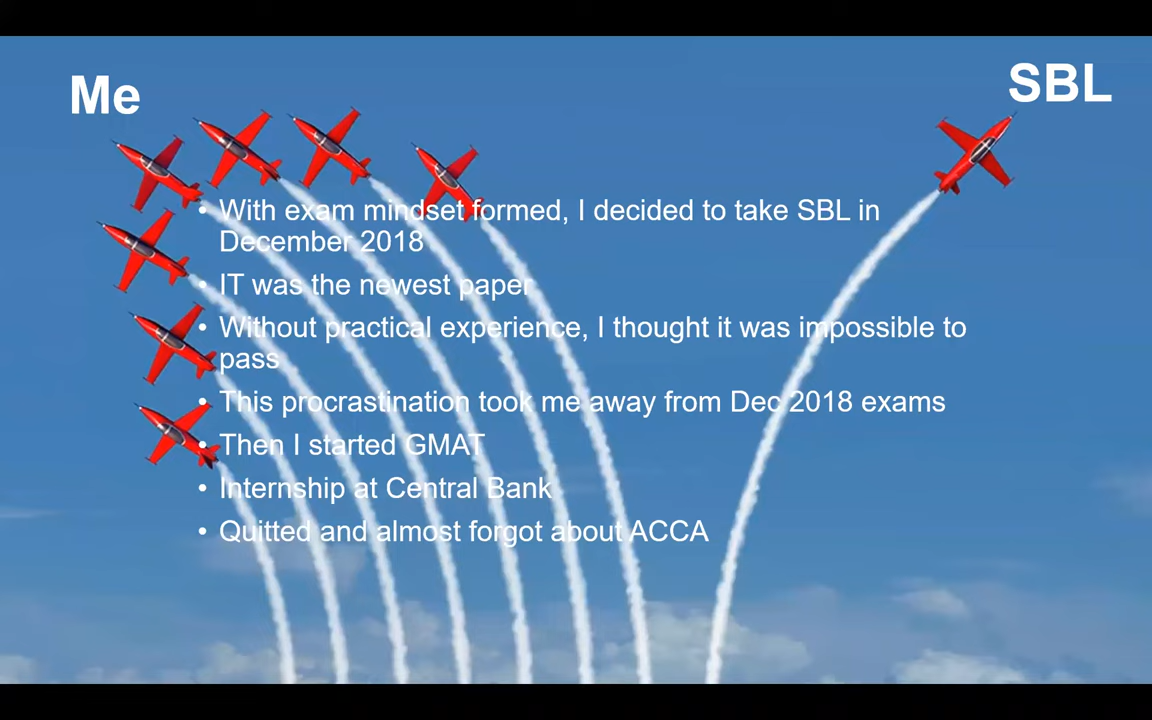 Me
SBL
• With exam mindset formed, I decided to take SBL in
December 2018
• IT was the newest paper
• Without practical experience, I thought it was impossible to
pass
• This procrastination took me away from Dec 2018 exams
• Then I started GMAT
• Internship at Central Bank
• Quitted and almost forgot about ACCA